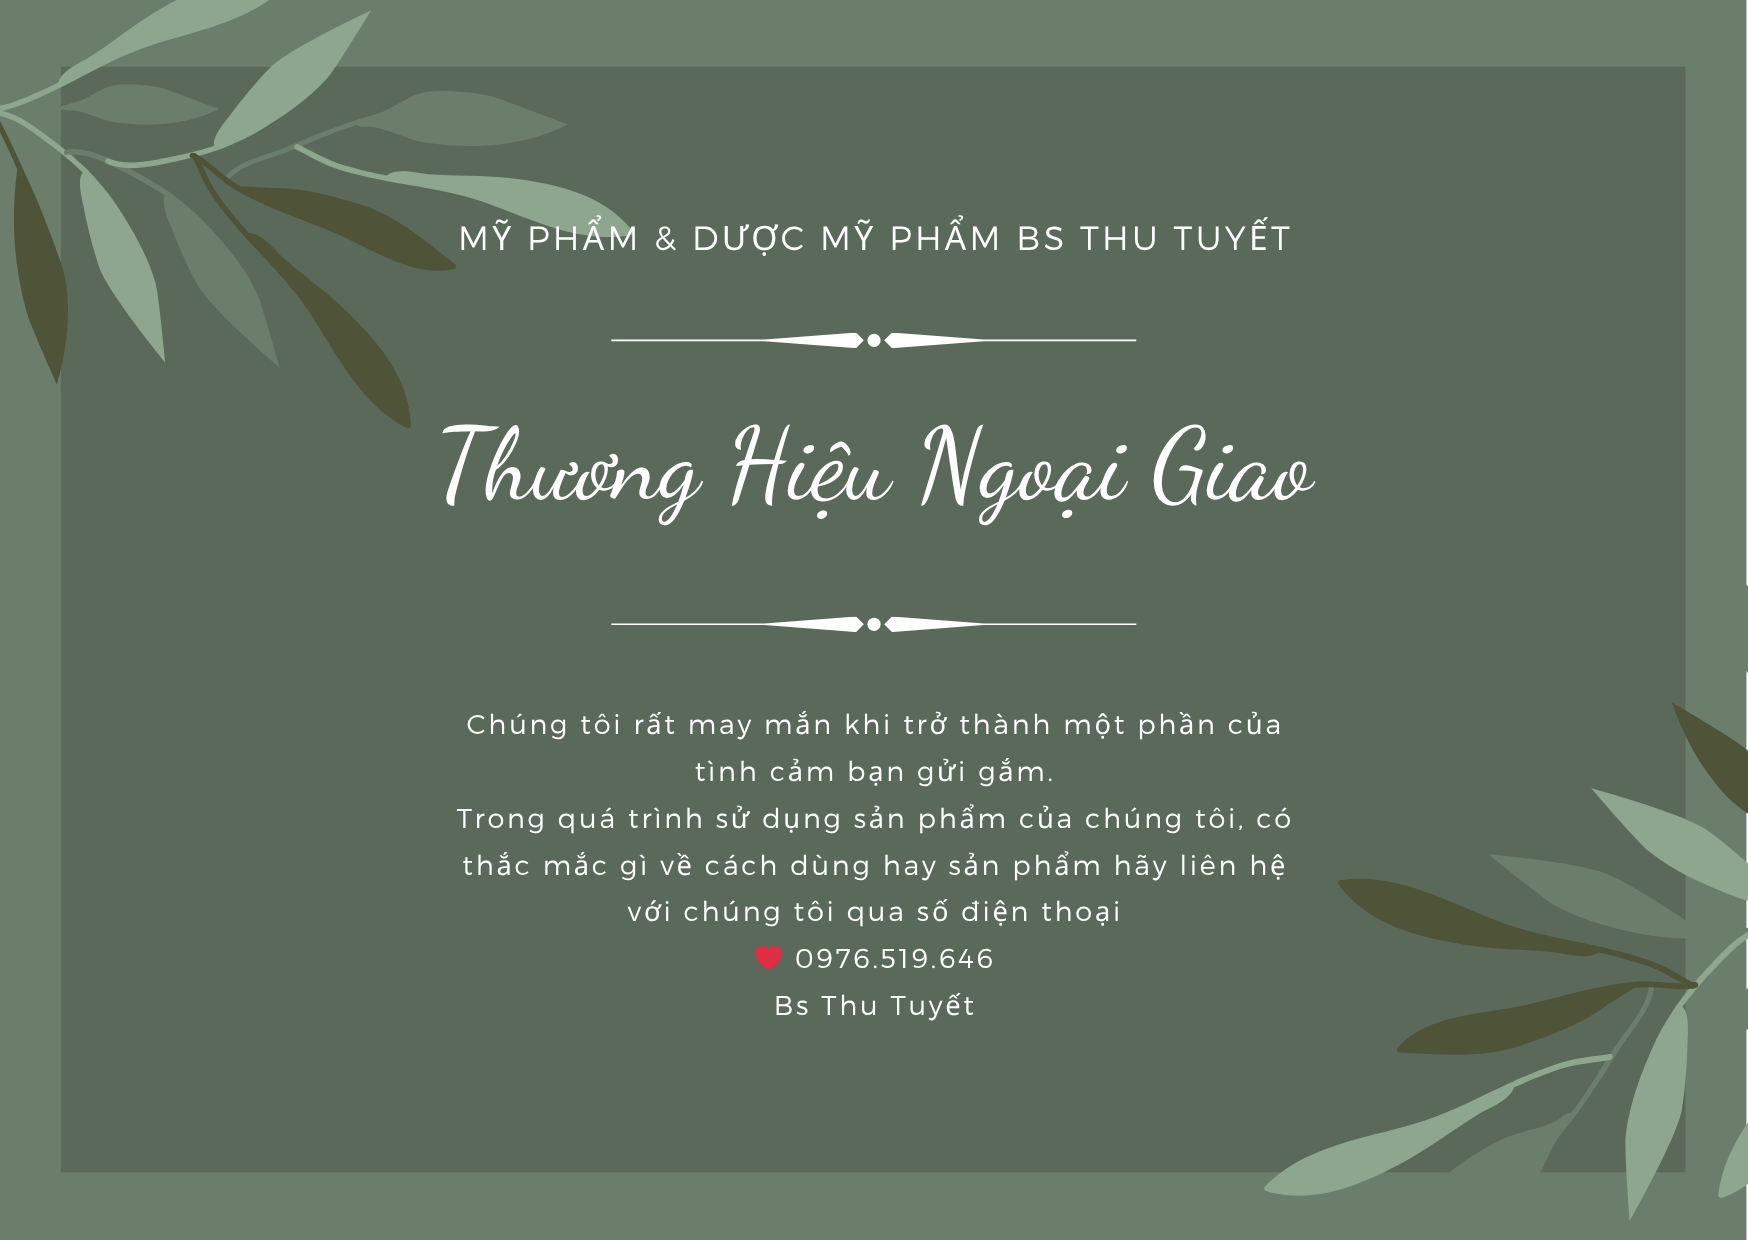 MỸ PHẨM & DƯỢC MỸ PHẨM BS THU TUYẾT
Thương Hiệu Ngoại Giao
Chúng tôi rất may mắn khi trở thành một phần của
tình cảm bạn gửi gắm.
Trong quá trình sử dụng sản phẩm của chúng tôi, có
thắc mắc gì về cách dùng hay sản phẩm hãy liên hệ
với chúng tôi qua số điện thoại
❤️ 0976.519.646
Bs Thu Tuyết